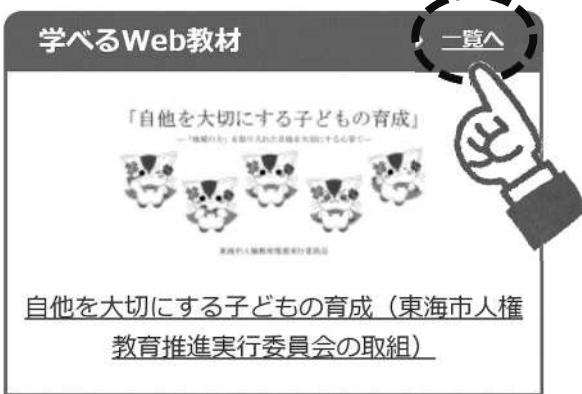 学べるWeb教材
一覧へ
「自他を大切にする子どもの育成」
自他を大切にする子どもの育成（東海市人権
教育推進実行委員会の取組）